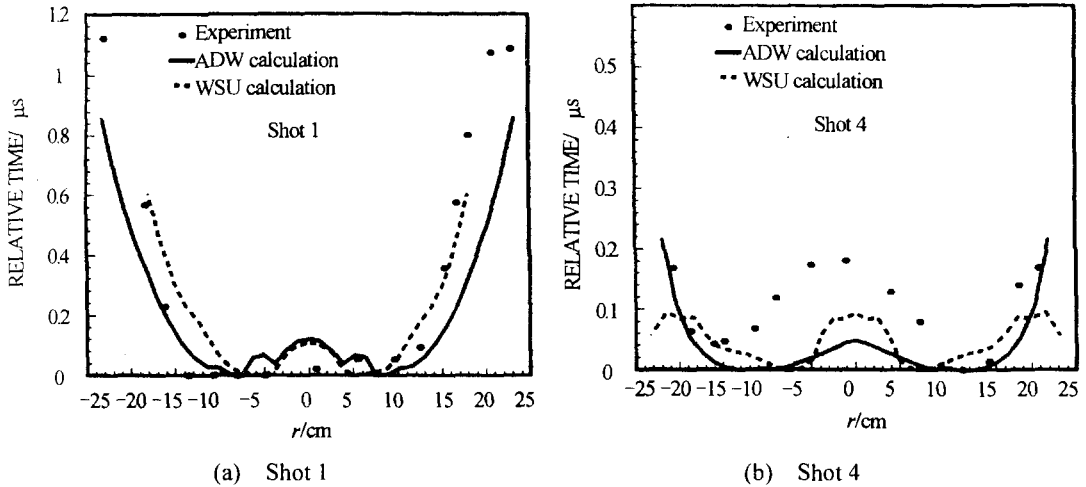 1.2
1
0.8
0.6
0.4
0.2
0
RELATIVE TIME/ μs
Experiment
ADW calculation
WSU calculation
Shot 1
−25 −20 −15 −10 −5 0 5 10 15 20 25
r/cm
(a) Shot 1
0.5
0.4
0.3
0.2
0.1
0
RELATIVE TIME/ μs
Experiment
ADW calculation
WSU calculation
Shot 4
−25 −20 −15 −10 −5 0 5 10 15 20 25
r/cm
(b) Shot 4